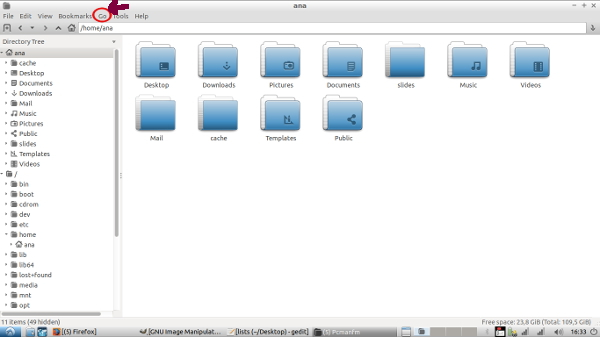 ana
File Edit View Bookmarks Go Tools Help
/home/ana
Directory Tree
ana
cache
Desktop
Documents
Downloads
Mail
Music
Pictures
Public
slides
Templates
Videos
/
bin
boot
cdrom
dev
etc
home
ana
lib
lib64
lost+found
media
mnt
opt
Desktop Downloads Pictures Documents slides Music Videos
Mail cache Templates Public
11 items (49 hidden) Free space: 23,8 GiB (Total: 109,5 GiB)
[(5) Firefox] [GNU Image Manipulat... [lists (~/Desktop) - gedit] (5) Pcmanfm 16:33